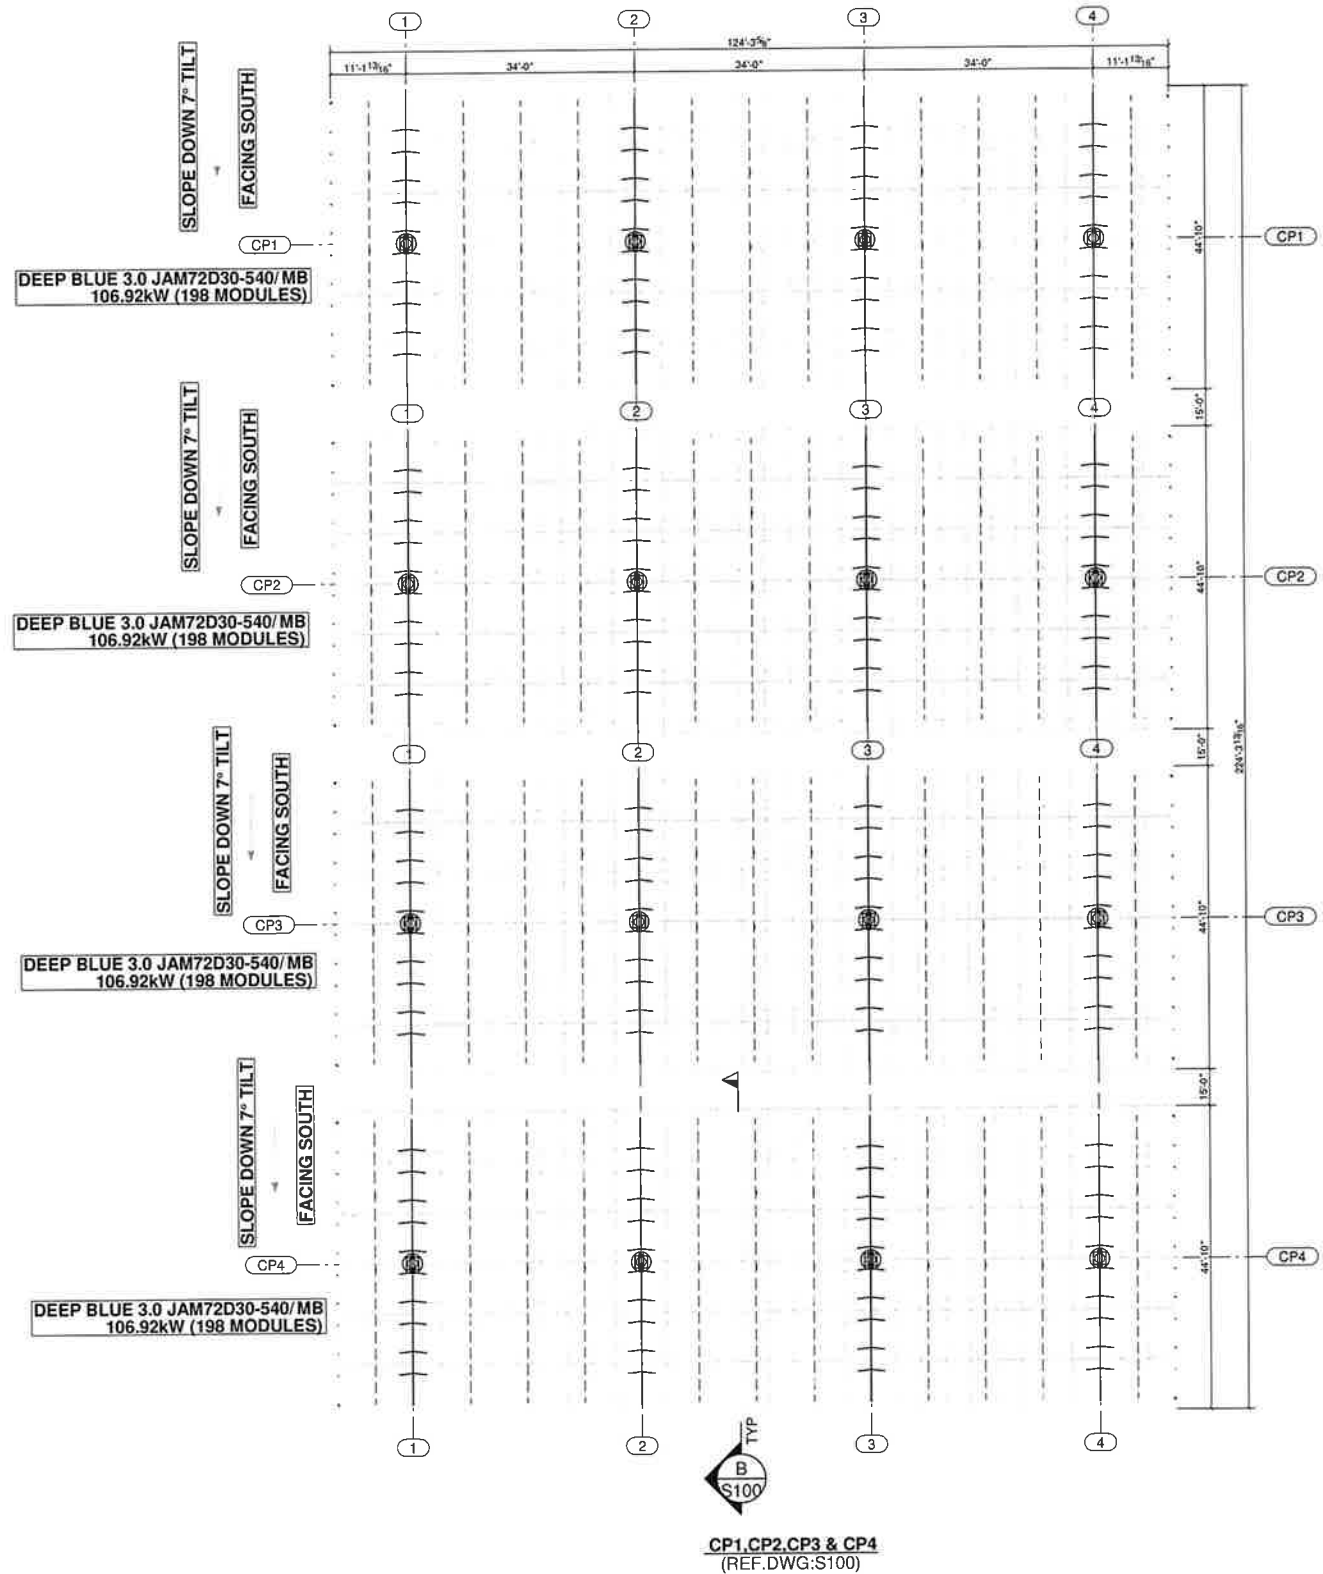 1
2
3
4
124'-3 5/8"
11'-1 13/16"
34'-0"
34'-0"
34'-0"
11'-1 13/16"
SLOPE DOWN 7° TILT
FACING SOUTH
CP1
CP1
44'-10"
DEEP BLUE 3.0 JAM72D30-540/MB
106.92kW (198 MODULES)
15'-0"
1
2
3
4
SLOPE DOWN 7° TILT
FACING SOUTH
CP2
CP2
44'-10"
DEEP BLUE 3.0 JAM72D30-540/MB
106.92kW (198 MODULES)
15'-0"
224'-3 13/16"
1
2
3
4
SLOPE DOWN 7° TILT
FACING SOUTH
CP3
CP3
44'-10"
DEEP BLUE 3.0 JAM72D30-540/MB
106.92kW (198 MODULES)
15'-0"
A
SLOPE DOWN 7° TILT
FACING SOUTH
CP4
CP4
44'-10"
DEEP BLUE 3.0 JAM72D30-540/MB
106.92kW (198 MODULES)
1
2
3
4
TYP
B
S100
CP1,CP2,CP3 & CP4
(REF.DWG:S100)